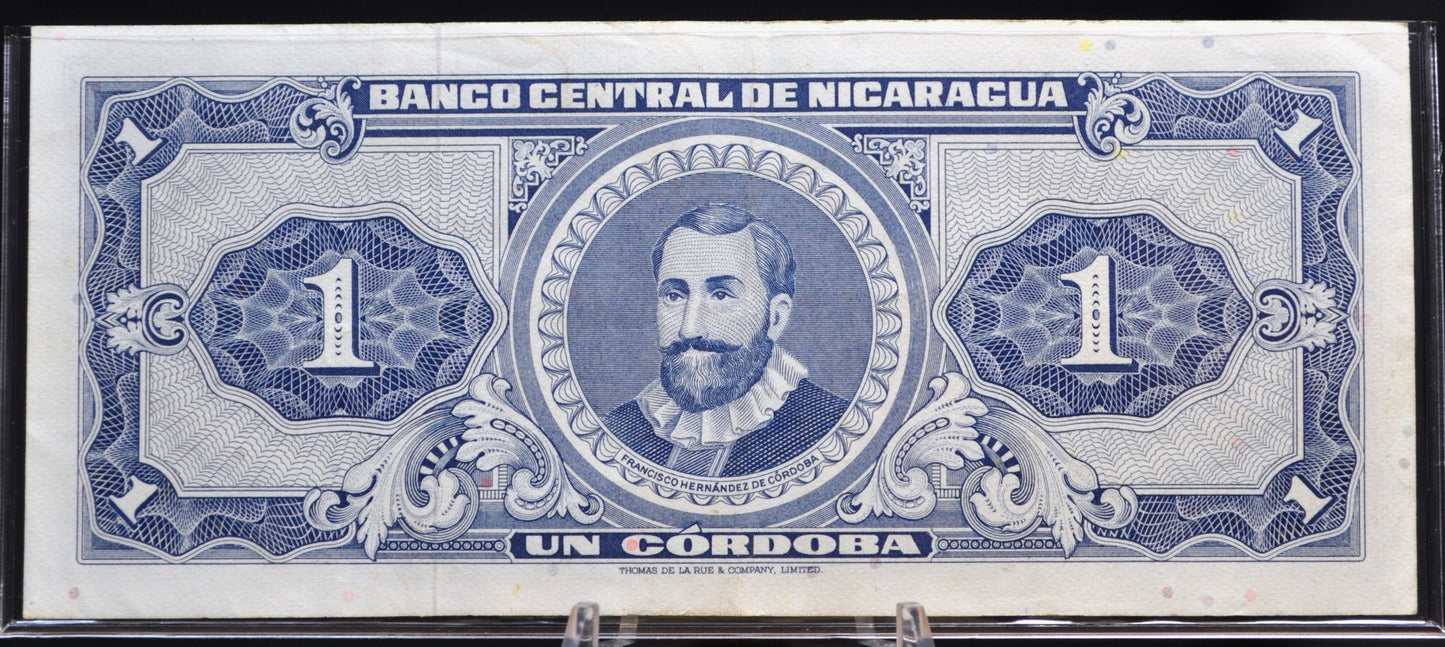 BANCO CENTRAL DE NICARAGUA
1 1
1 1
FRANCISCO HERNÁNDEZ DE CÓRDOBA
1 1
UN CÓRDOBA
THOMAS DE LA RUE & COMPANY, LIMITED.